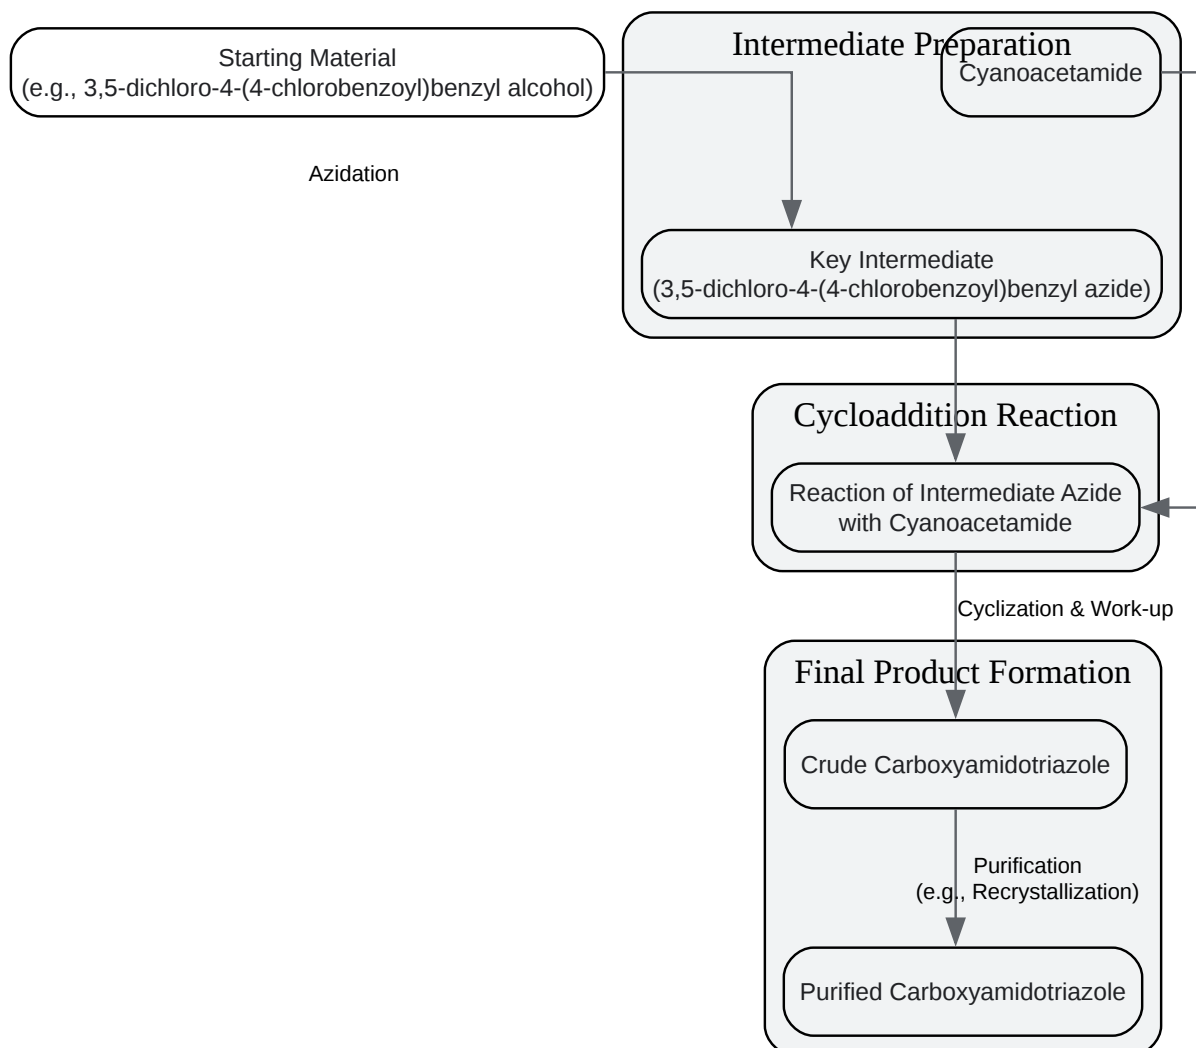 Starting Material
(e.g., 3,5-dichloro-4-(4-chlorobenzoyl)benzyl alcohol)
Intermediate Preparation
Cyanoacetamide
Azidation
Key Intermediate
(3,5-dichloro-4-(4-chlorobenzoyl)benzyl azide)
Cycloaddition Reaction
Reaction of Intermediate Azide
with Cyanoacetamide
Cyclization & Work-up
Final Product Formation
Crude Carboxyamidotriazole
Purification
(e.g., Recrystallization)
Purified Carboxyamidotriazole